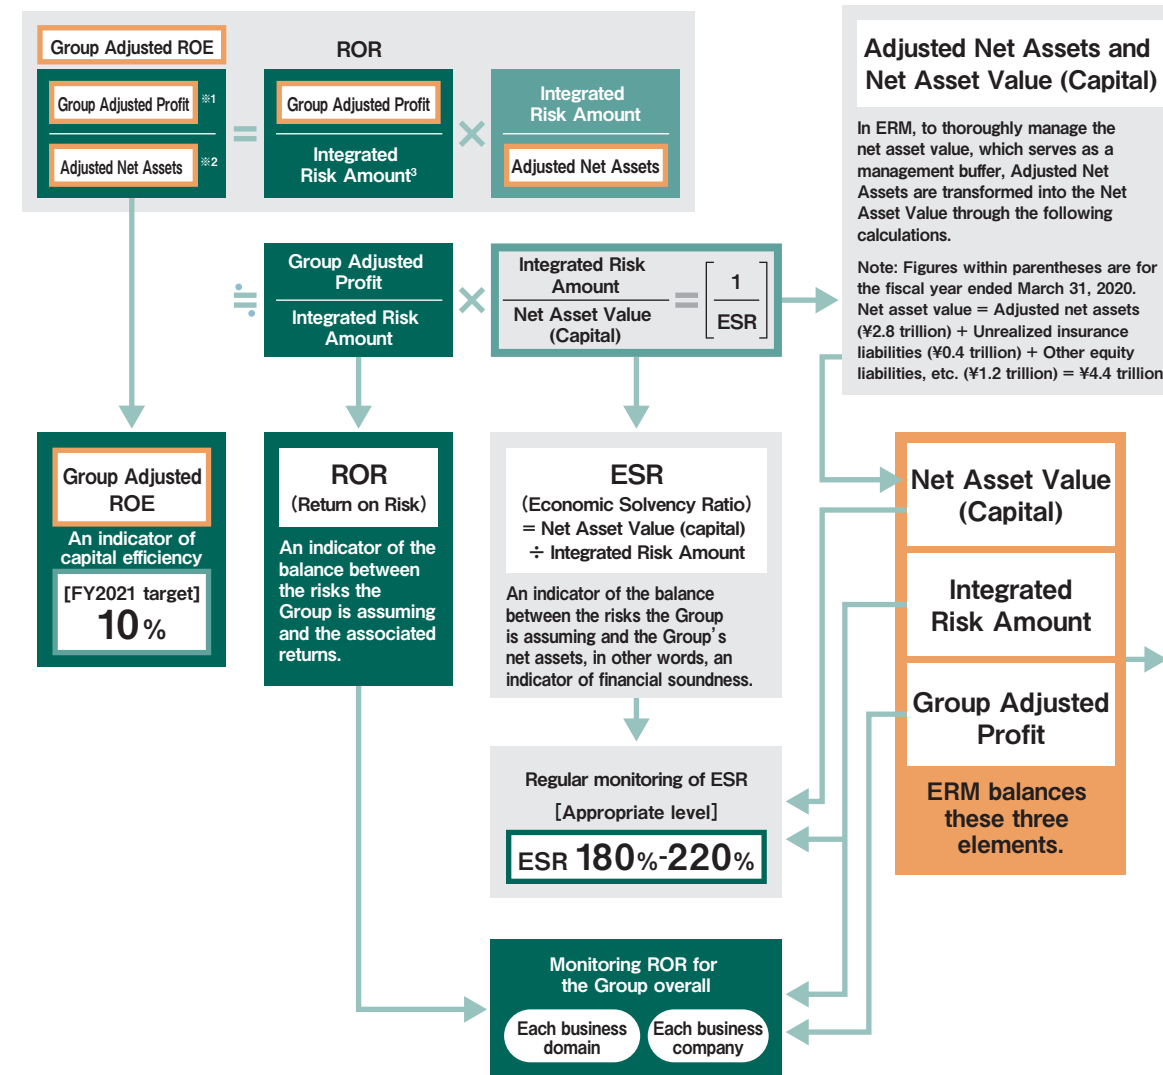 Group Adjusted ROE
ROR
Group Adjusted Profit ※1
Adjusted Net Assets ※2
=
Group Adjusted Profit
Integrated
Risk Amount³
×
Integrated
Risk Amount
Adjusted Net Assets
≒
Group Adjusted
Profit
Integrated Risk
Amount
×
Integrated Risk
Amount
Net Asset Value
(Capital)
=
1
ESR
Adjusted Net Assets and
Net Asset Value (Capital)
In ERM, to thoroughly manage the
net asset value, which serves as a
management buffer, Adjusted Net
Assets are transformed into the Net
Asset Value through the following
calculations.
Note: Figures within parentheses are for
the fiscal year ended March 31, 2020.
Net asset value = Adjusted net assets
(¥2.8 trillion) + Unrealized insurance
liabilities (¥0.4 trillion) + Other equity
liabilities, etc. (¥1.2 trillion) = ¥4.4 trillion
Group Adjusted
ROE
An indicator of
capital efficiency
[FY2021 target]
10%
ROR
(Return on Risk)
An indicator of the
balance between
the risks the
Group is assuming
and the associated
returns.
ESR
(Economic Solvency Ratio)
= Net Asset Value (capital)
÷ Integrated Risk Amount
An indicator of the balance
between the risks the Group
is assuming and the Group's
net assets, in other words, an
indicator of financial soundness.
Regular monitoring of ESR
[Appropriate level]
ESR 180%-220%
Monitoring ROR for
the Group overall
Each business
domain
Each business
company
Net Asset Value
(Capital)
Integrated
Risk Amount
Group Adjusted
Profit
ERM balances
these three
elements.